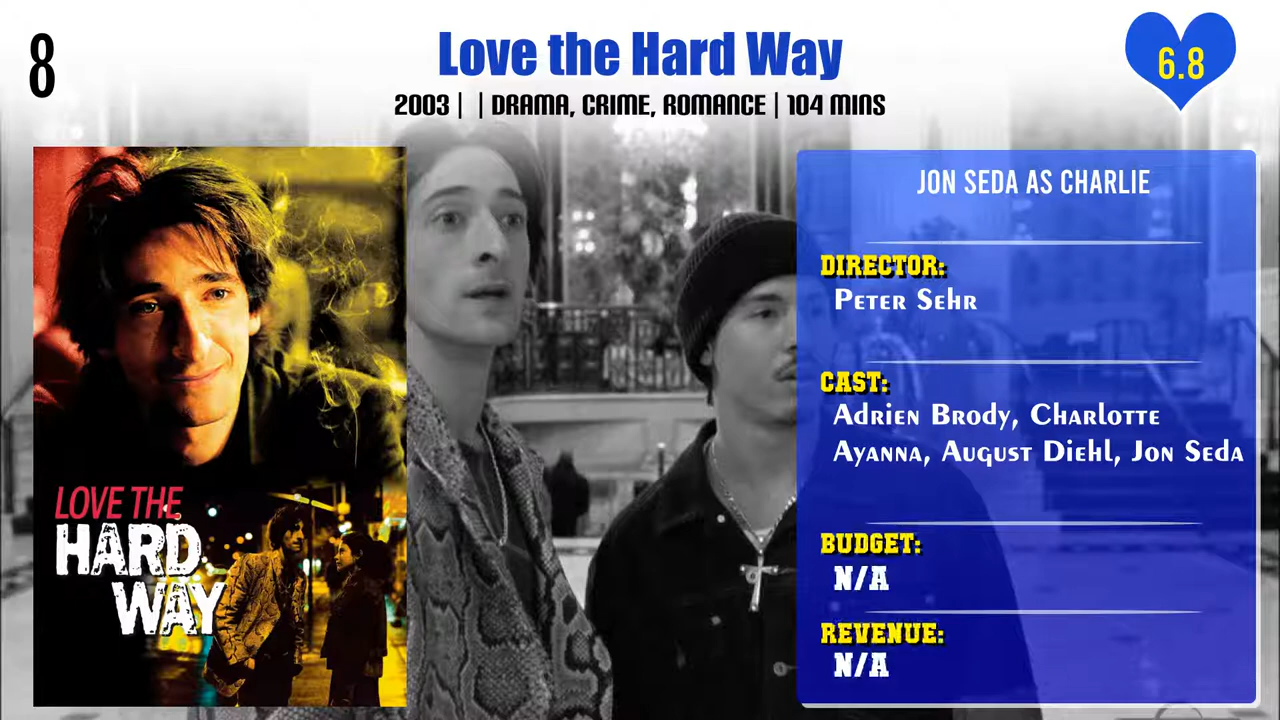 8
Love the Hard Way
6.8
2003 | | DRAMA, CRIME, ROMANCE | 104 MINS
LOVE THE
HARD
WAY
JON SEDA AS CHARLIE
DIRECTOR:
Peter Sehr
CAST:
Adrien Brody, Charlotte
Ayanna, August Diehl, Jon Seda
BUDGET:
N/A
REVENUE:
N/A